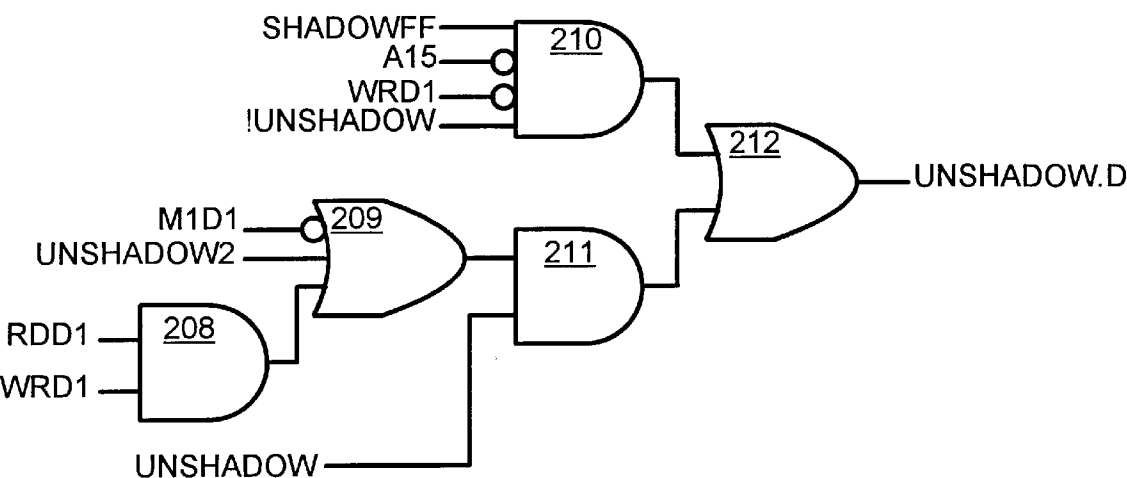 SHADOWFF
210
A15
WRD1
!UNSHADOW
212
UNSHADOW.D
M1D1
209
UNSHADOW2
211
RDD1
208
WRD1
UNSHADOW